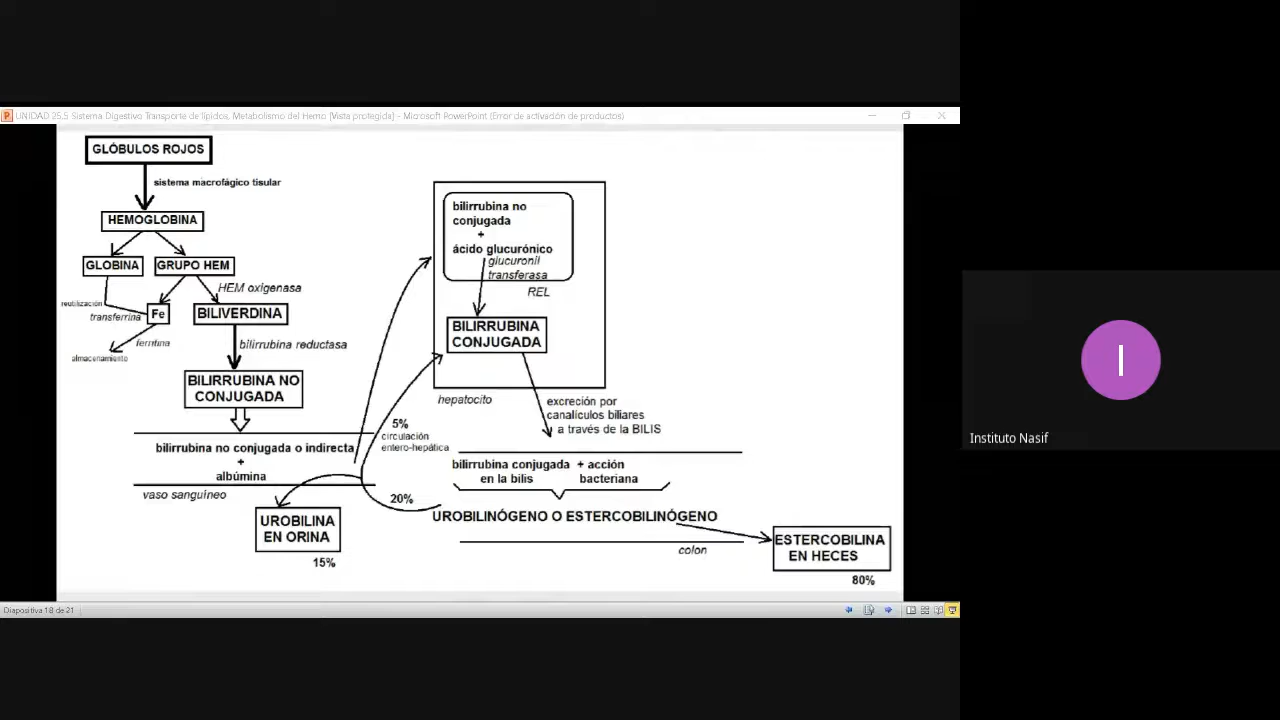 UNIDAD 25.5 Sistema Digestivo Transporte de lípidos, Metabolismo del Hemo [Vista protegida] - Microsoft PowerPoint (Error de activación de productos)
GLÓBULOS ROJOS
sistema macrofágico tisular
HEMOGLOBINA
GLOBINA
GRUPO HEM
HEM oxigenasa
reutilización
transferrina
Fe
BILIVERDINA
ferritina
almacenamiento
bilirrubina reductasa
BILIRRUBINA NO
CONJUGADA
bilirrubina no conjugada o indirecta
+
albúmina
vaso sanguíneo
UROBILINA
EN ORINA
15%
bilirrubina no
conjugada
+
ácido glucurónico
glucuronil
transferasa
REL
BILIRRUBINA
CONJUGADA
hepatocito
5%
circulación
entero-hepática
20%
excreción por
canalículos biliares
a través de la BILIS
bilirrubina conjugada + acción
en la bilis bacteriana
UROBILINÓGENO O ESTERCOBILINÓGENO
colon
ESTERCOBILINA
EN HECES
80%
Diapositiva 18 de 21
I
Instituto Nasif